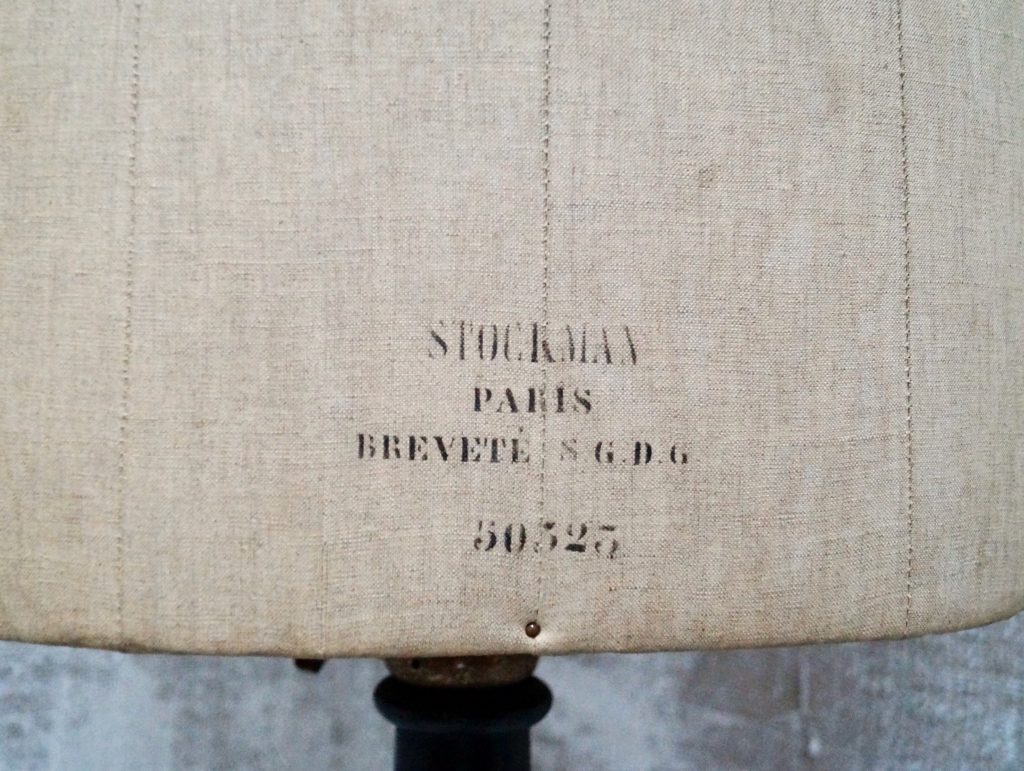 STOCKMAN
PARIS
BREVETÉ S.G.D.G
50323